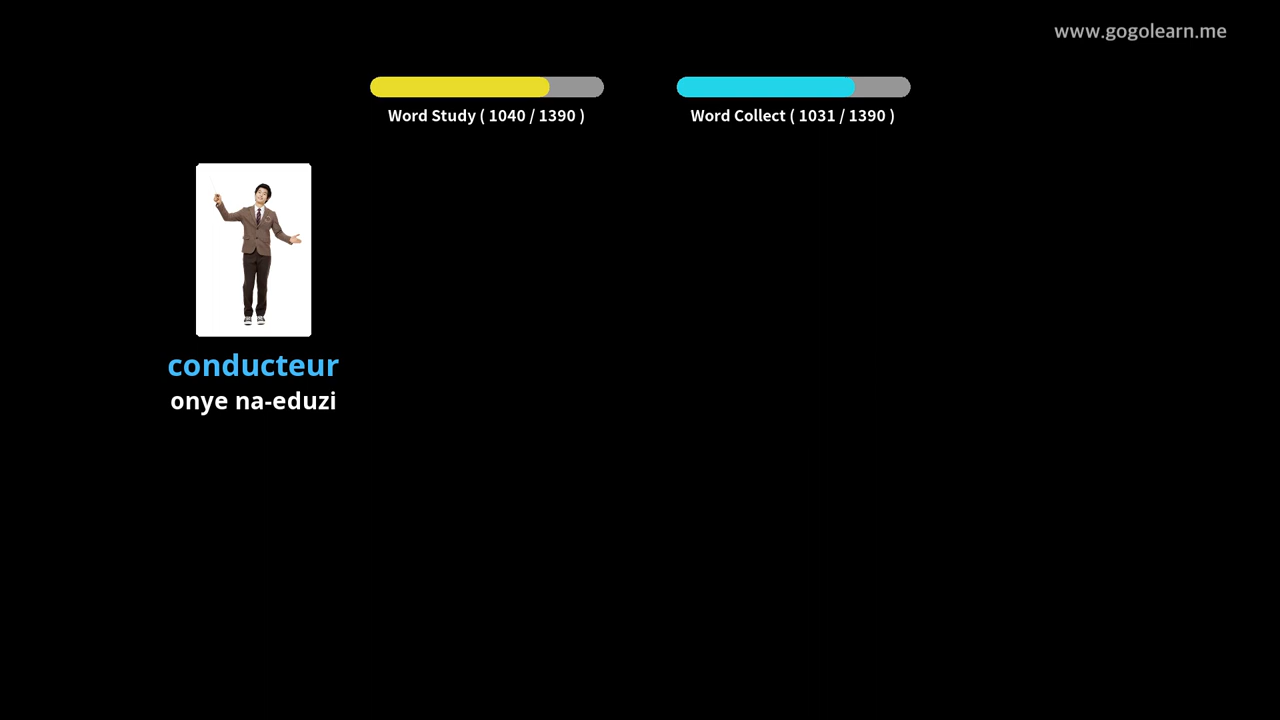 www.gogolearn.me
Word Study ( 1040 / 1390 )
Word Collect ( 1031 / 1390 )
conducteur
onye na-eduzi